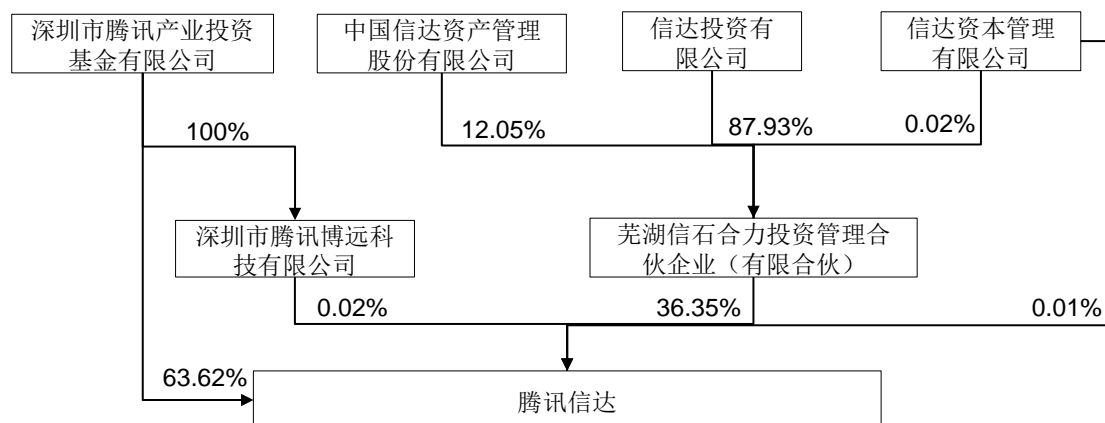 深圳市腾讯产业投资
基金有限公司
中国信达资产管理
股份有限公司
信达投资有
限公司
信达资本管理
有限公司
100%
12.05%
87.93%
0.02%
深圳市腾讯博远科
技有限公司
芜湖信石合力投资管理合
伙企业（有限合伙）
0.02%
36.35%
0.01%
63.62%
腾讯信达